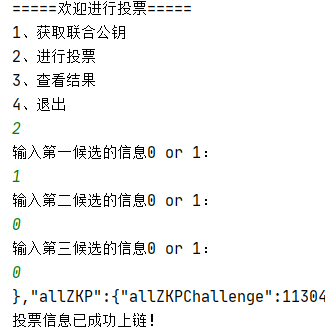 =====欢迎进行投票=====
1、获取联合公钥
2、进行投票
3、查看结果
4、退出
2
输入第一候选的信息0 or 1：
1
输入第二候选的信息0 or 1：
0
输入第三候选的信息0 or 1：
0
},"allZKP":{"allZKPChallenge":11304
投票信息已成功上链！